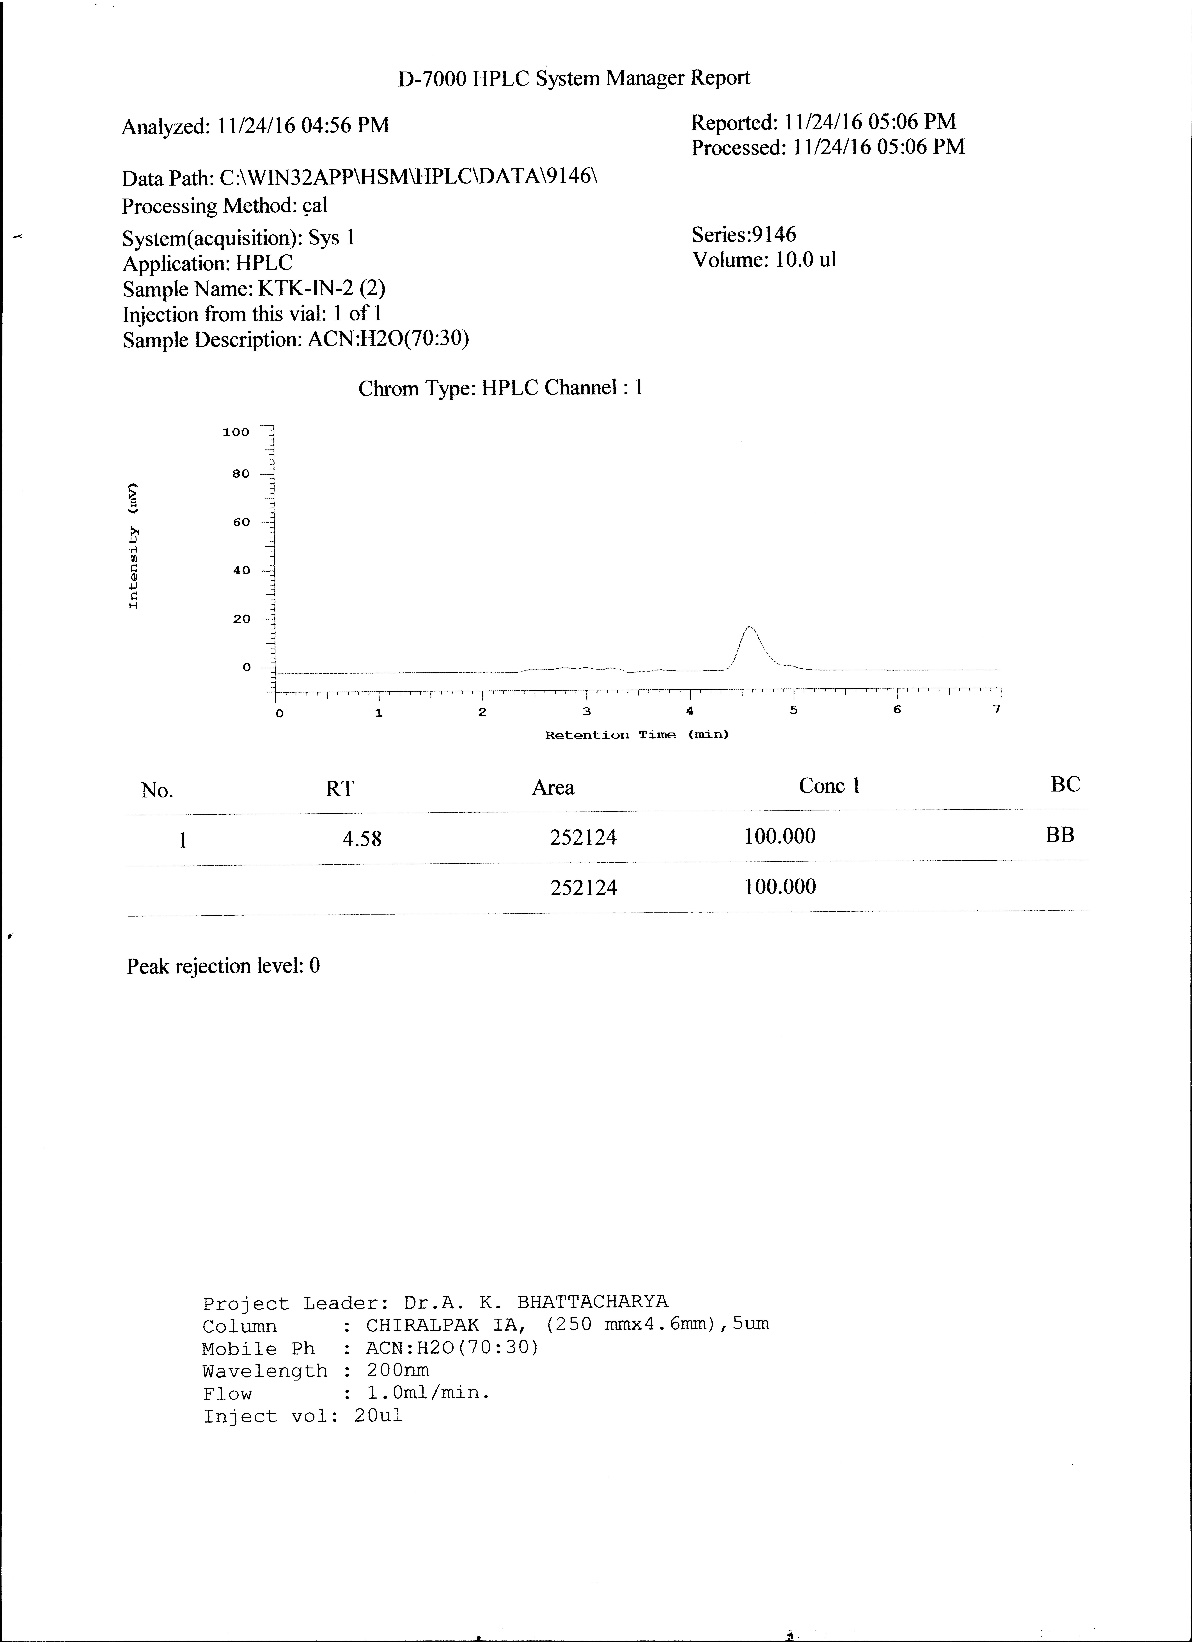 D-7000 HPLC System Manager Report
Analyzed: 11/24/16 04:56 PM
Reported: 11/24/16 05:06 PM
Processed: 11/24/16 05:06 PM
Data Path: C:\WIN32APP\HSM\HPLC\DATA\9146\
Processing Method: cal
System(acquisition): Sys 1
Series:9146
Application: HPLC
Volume: 10.0 ul
Sample Name: KTK-IN-2 (2)
Injection from this vial: 1 of 1
Sample Description: ACN:H2O(70:30)
Chrom Type: HPLC Channel : 1
Intensity (mV)
100
80
60
40
20
0
0 1 2 3 4 5 6 7
Retention Time (min)
No. RT Area Conc 1 BC
1 4.58 252124 100.000 BB
252124 100.000
Peak rejection level: 0
Project Leader: Dr.A. K. BHATTACHARYA
Column : CHIRALPAK IA, (250 mmx4.6mm),5um
Mobile Ph : ACN:H2O(70:30)
Wavelength : 200nm
Flow : 1.0ml/min.
Inject vol: 20ul